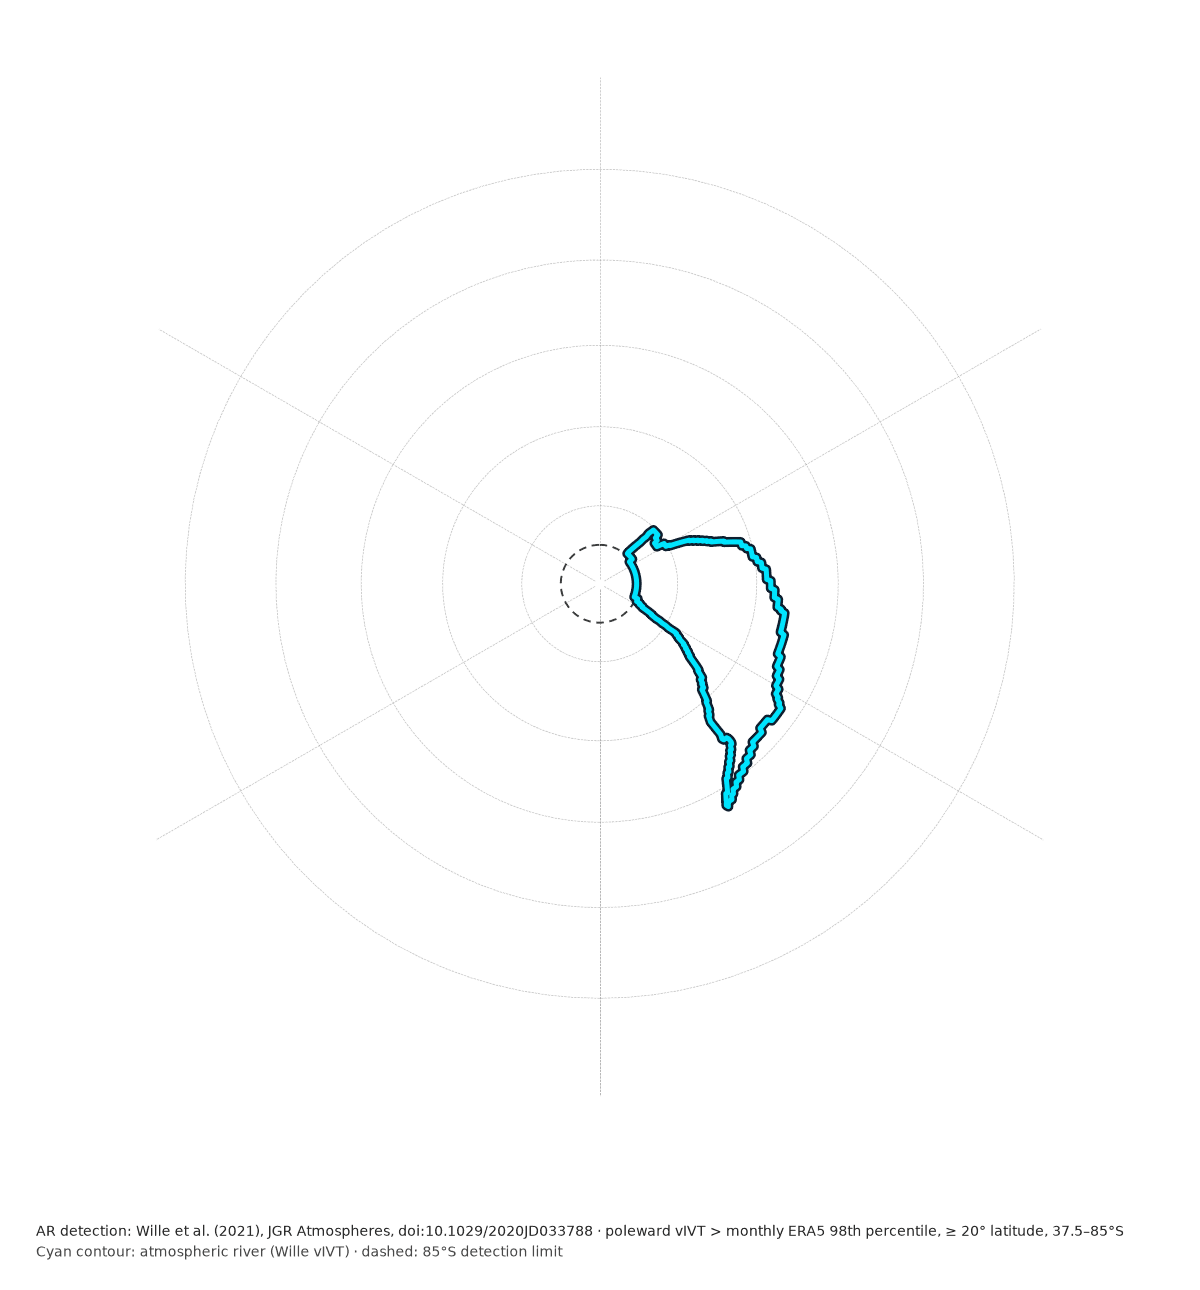 AR detection: Wille et al. (2021), JGR Atmospheres, doi:10.1029/2020JD033788 · poleward vIVT > monthly ERA5 98th percentile, ≥ 20° latitude, 37.5–85°S
Cyan contour: atmospheric river (Wille vIVT) · dashed: 85°S detection limit